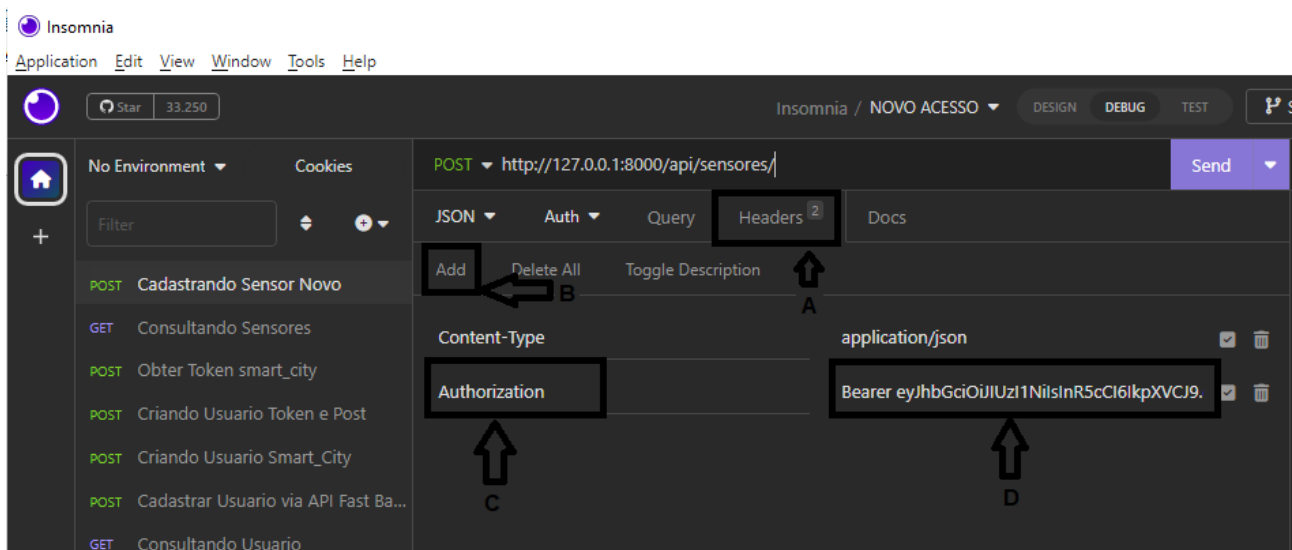 Insomnia
Application Edit View Window Tools Help
Star 33.250
Insomnia / NOVO ACESSO DESIGN DEBUG TEST
No Environment Cookies
POST http://127.0.0.1:8000/api/sensores/ Send
Filter
JSON Auth Query Headers 2 Docs
Add Delete All Toggle Description
B A
POST Cadastrando Sensor Novo
GET Consultando Sensores
Content-Type application/json
POST Obter Token smart_city
Authorization Bearer eyJhbGciOiJIUzI1NiIsInR5cCI6IkpXVCJ9.
POST Criando Usuario Token e Post
POST Criando Usuario Smart_City
POST Cadastrar Usuario via API Fast Ba...
C D
GET Consultando Usuario